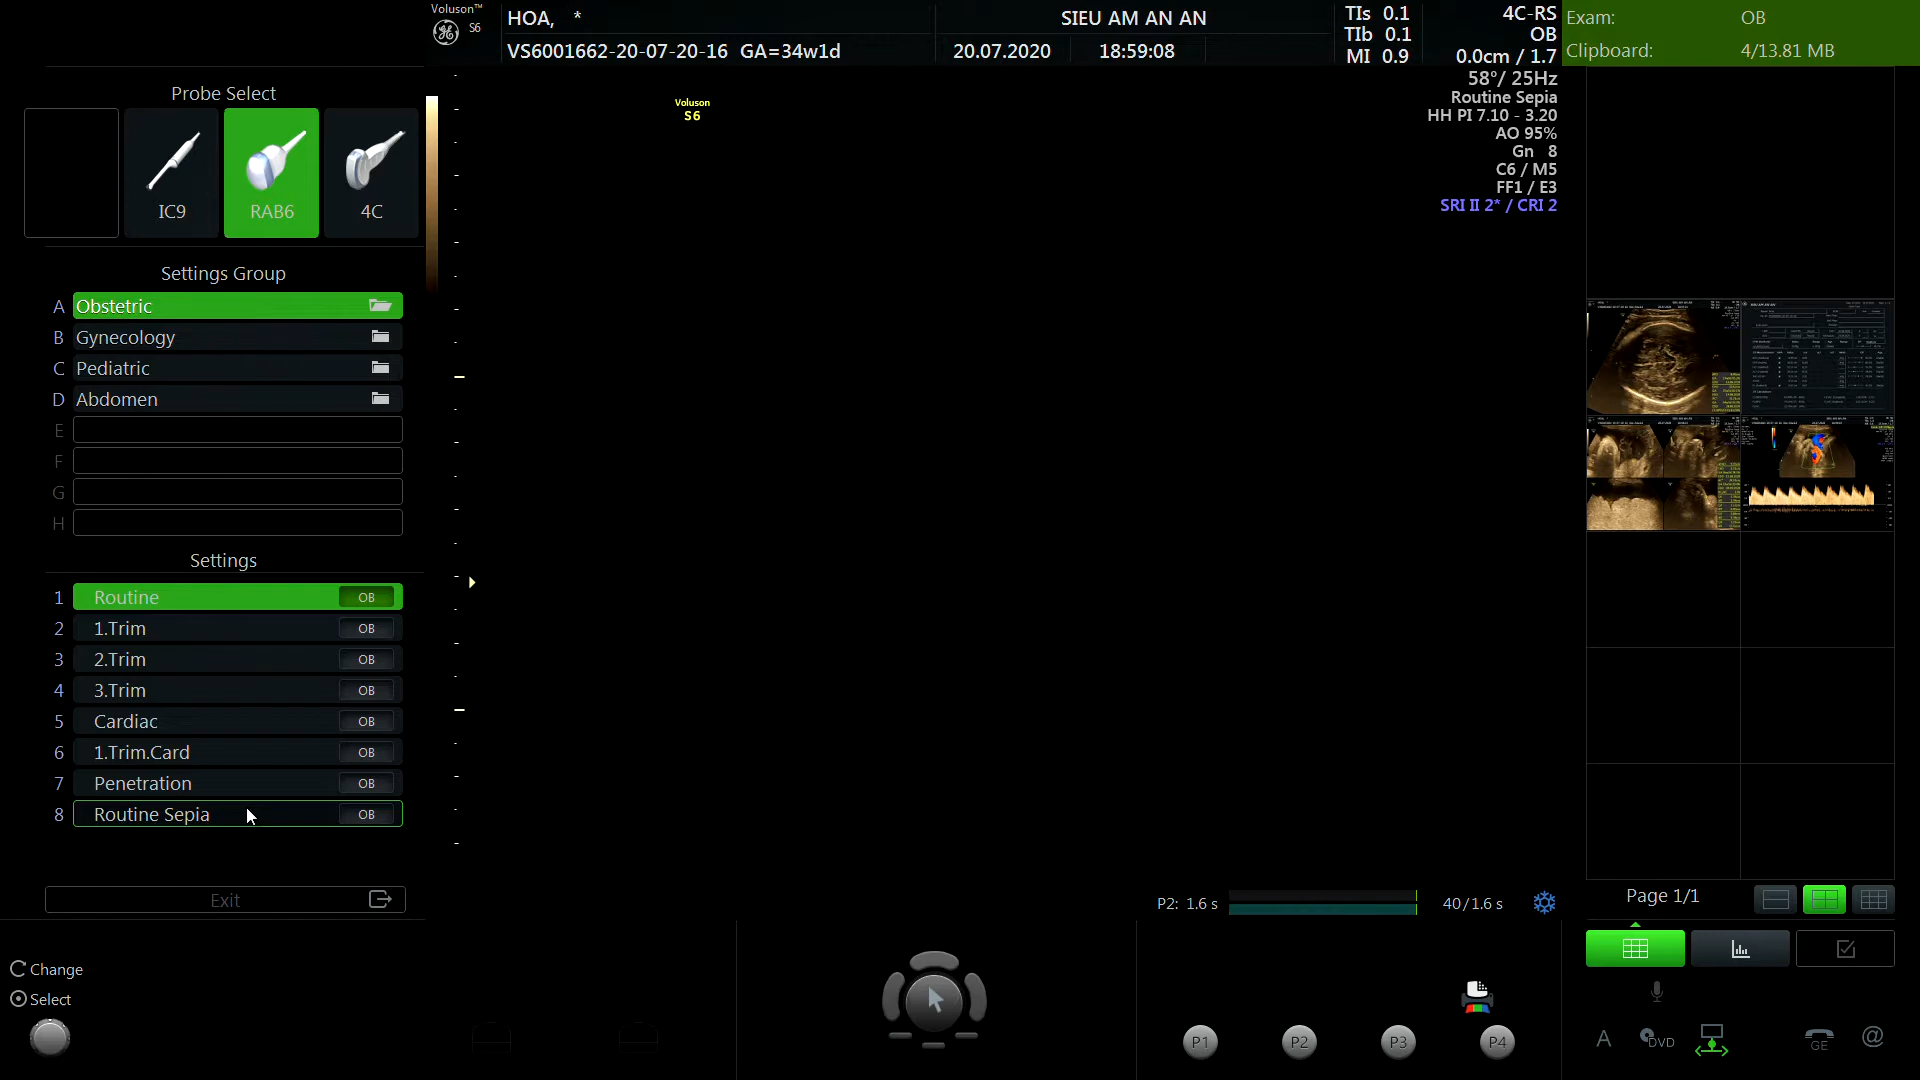 Voluson™
S6
HOA, *
SIEU AM AN AN
VS6001662-20-07-20-16 GA=34w1d
20.07.2020
18:59:08
TIs 0.1
TIb 0.1
MI 0.9
4C-RS
OB
0.0cm / 1.7
Exam: OB
Clipboard: 4/13.81 MB
58°/ 25Hz
Routine Sepia
HH PI 7.10 - 3.20
AO 95%
Gn 8
C6 / M5
FF1 / E3
SRI II 2* / CRI 2
Voluson
S6
Probe Select
IC9
RAB6
4C
Settings Group
A Obstetric
B Gynecology
C Pediatric
D Abdomen
E
F
G
H
Settings
1 Routine OB
2 1.Trim OB
3 2.Trim OB
4 3.Trim OB
5 Cardiac OB
6 1.Trim.Card OB
7 Penetration OB
8 Routine Sepia OB
Exit
Change
Select
P2: 1.6 s
40/1.6 s
P1
P2
P3
P4
Page 1/1
A
DVD
GE
@